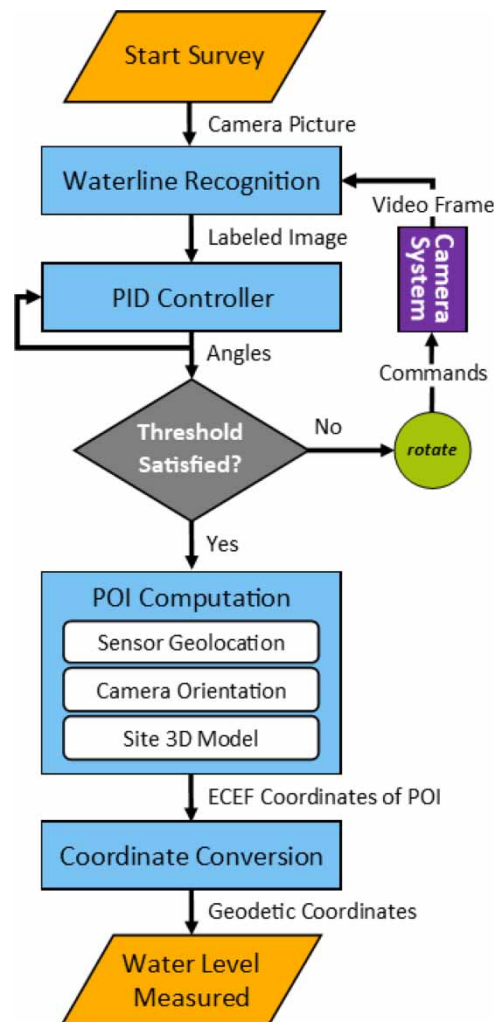 Start Survey
Camera Picture
Waterline Recognition
Video Frame
Labeled Image
Camera
System
PID Controller
Angles
Commands
Threshold
Satisfied?
No
rotate
Yes
POI Computation
Sensor Geolocation
Camera Orientation
Site 3D Model
ECEF Coordinates of POI
Coordinate Conversion
Geodetic Coordinates
Water Level
Measured